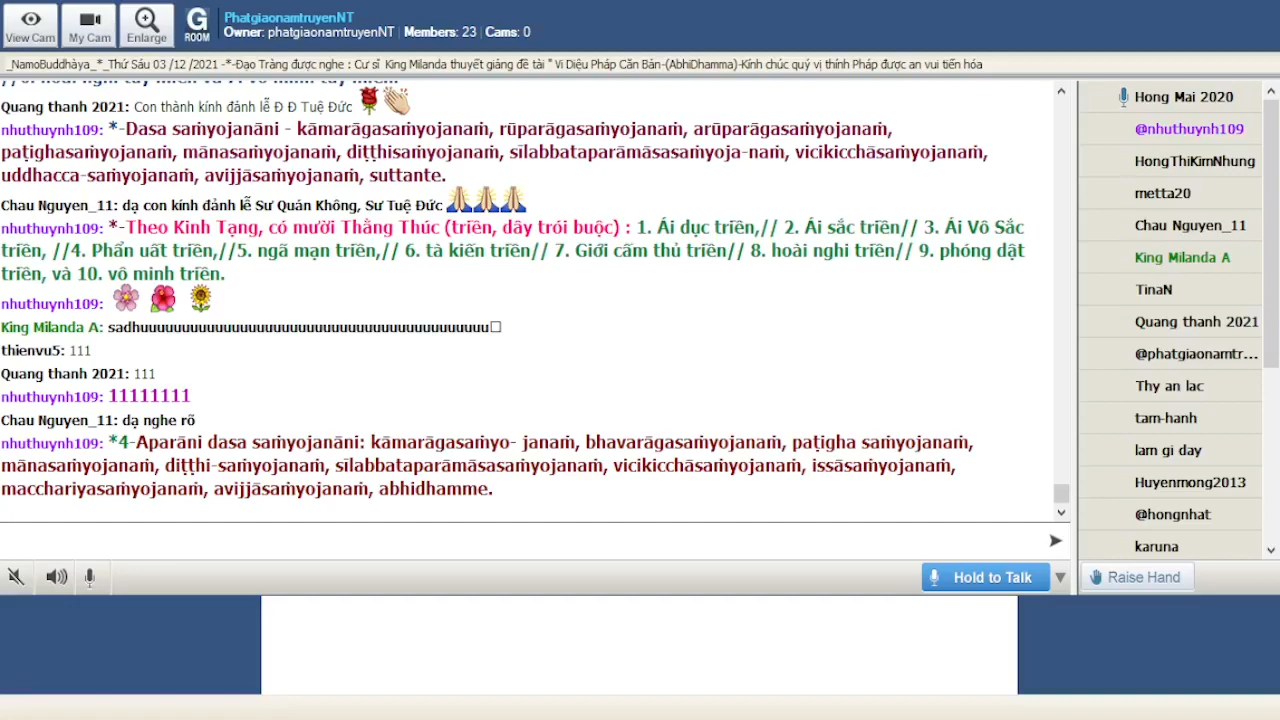 View Cam
My Cam
Enlarge
G
ROOM
PhatgiaonamtruyenNT
Owner: phatgiaonamtruyenNT | Members: 23 | Cams: 0
_NamoBuddhàya_*_Thứ Sáu 03 /12 /2021 -*-Đạo Tràng được nghe : Cư sĩ King Milanda thuyết giảng đề tài " Vi Diệu Pháp Căn Bản-(AbhiDhamma)-Kính chúc quý vị thính Pháp được an vui tiến hóa
Quang thanh 2021: Con thành kính đảnh lễ Đ Đ Tuệ Đức
nhuthuynh109: *-Dasa saṁyojanāni - kāmarāgasaṁyojanaṁ, rūparāgasaṁyojanaṁ, arūparāgasaṁyojanaṁ,
paṭighasaṁyojanaṁ, mānasaṁyojanaṁ, diṭṭhisaṁyojanaṁ, sīlabbataparāmāsasaṁyoja-naṁ, vicikicchāsaṁyojanaṁ,
uddhacca-saṁyojanaṁ, avijjāsaṁyojanaṁ, suttante.
Chau Nguyen_11: dạ con kính đảnh lễ Sư Quán Không, Sư Tuệ Đức
nhuthuynh109: *-Theo Kinh Tạng, có mười Thằng Thúc (triền, dây trói buộc) : 1. Ái dục triền,// 2. Ái sắc triền// 3. Ái Vô Sắc
triền, //4. Phẩn uất triền,//5. ngã mạn triền,// 6. tà kiến triền// 7. Giới cấm thủ triền// 8. hoài nghi triền// 9. phóng dật
triền, và 10. vô minh triền.
nhuthuynh109:
King Milanda A: sadhuuuuuuuuuuuuuuuuuuuuuuuuuuuuuuuuuuuuuuuuu□
thienvu5: 111
Quang thanh 2021: 111
nhuthuynh109: 11111111
Chau Nguyen_11: dạ nghe rõ
nhuthuynh109: *4-Aparāni dasa saṁyojanāni: kāmarāgasaṁyo- janaṁ, bhavarāgasaṁyojanaṁ, paṭigha saṁyojanaṁ,
mānasaṁyojanaṁ, diṭṭhi-saṁyojanaṁ, sīlabbataparāmāsasaṁyojanaṁ, vicikicchāsaṁyojanaṁ, issāsaṁyojanaṁ,
macchariyasaṁyojanaṁ, avijjāsaṁyojanaṁ, abhidhamme.
Hold to Talk
Hong Mai 2020
@nhuthuynh109
HongThiKimNhung
metta20
Chau Nguyen_11
King Milanda A
TinaN
Quang thanh 2021
@phatgiaonamtr...
Thy an lac
tam-hanh
lam gi day
Huyenmong2013
@hongnhat
karuna
Raise Hand